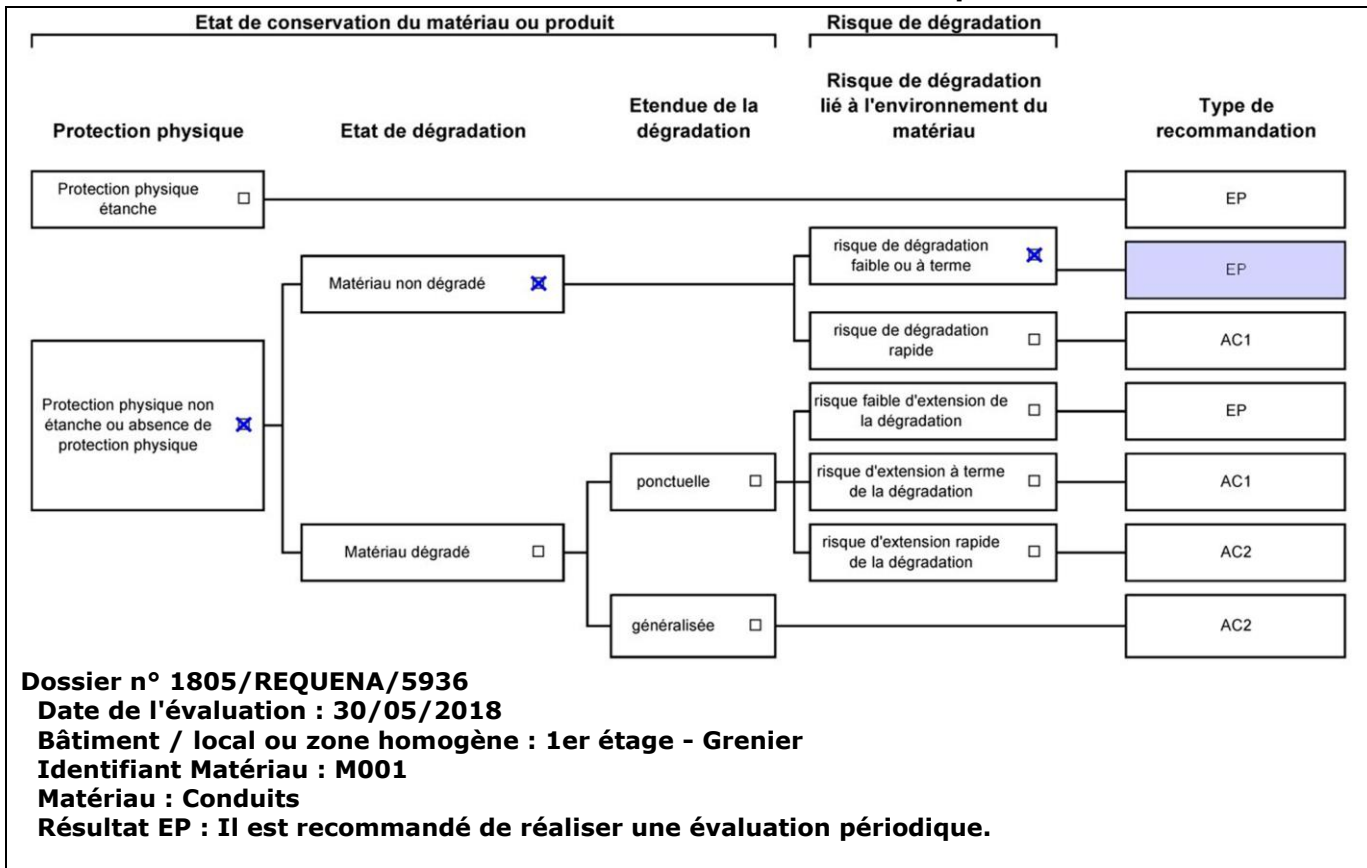 Etat de conservation du matériau ou produit
Risque de dégradation
Protection physique
Etat de dégradation
Etendue de la
dégradation
Risque de dégradation
lié à l'environnement du
matériau
Type de
recommandation
Protection physique
étanche
EP
risque de dégradation
faible ou à terme
EP
Matériau non dégradé
risque de dégradation
rapide
AC1
Protection physique non
étanche ou absence de
protection physique
risque faible d'extension de
la dégradation
EP
ponctuelle
risque d'extension à terme
de la dégradation
AC1
Matériau dégradé
risque d'extension rapide
de la dégradation
AC2
généralisée
AC2
Dossier n° 1805/REQUENA/5936
Date de l'évaluation : 30/05/2018
Bâtiment / local ou zone homogène : 1er étage - Grenier
Identifiant Matériau : M001
Matériau : Conduits
Résultat EP : Il est recommandé de réaliser une évaluation périodique.